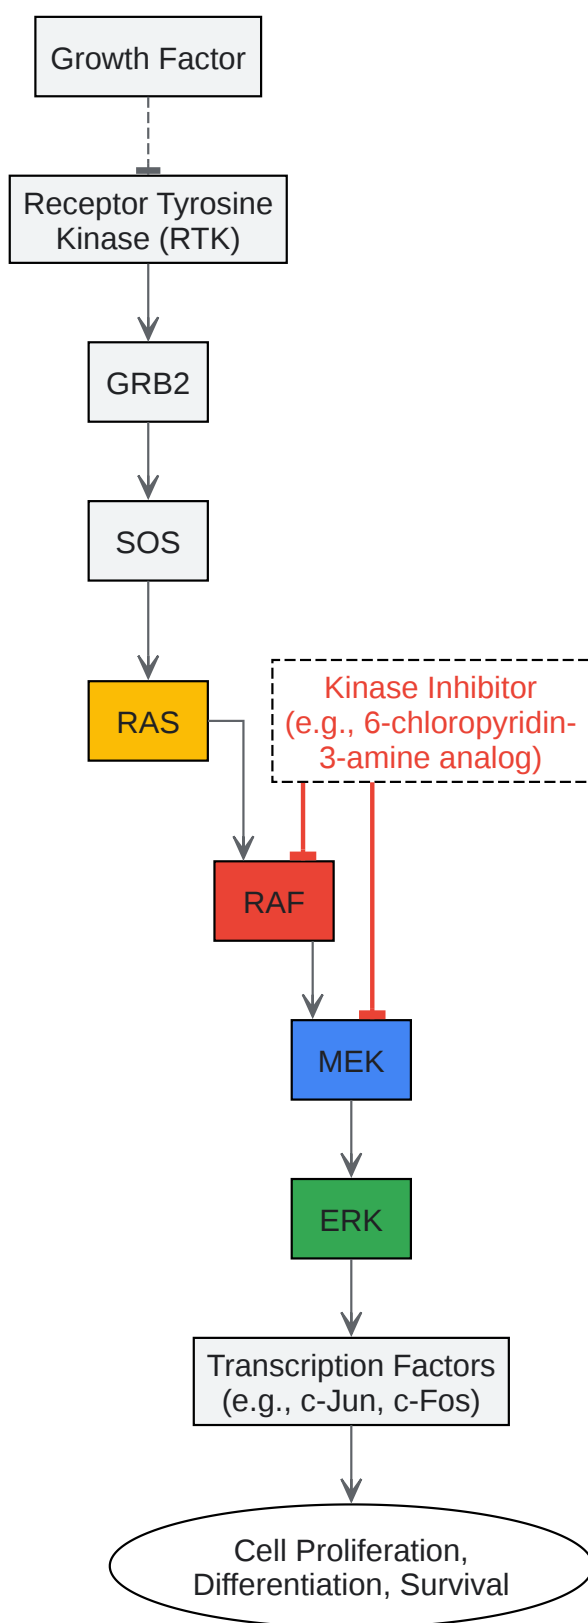 Growth Factor
Receptor Tyrosine
Kinase (RTK)
GRB2
SOS
RAS
Kinase Inhibitor
(e.g., 6-chloropyridin-
3-amine analog)
RAF
MEK
ERK
Transcription Factors
(e.g., c-Jun, c-Fos)
Cell Proliferation,
Differentiation, Survival